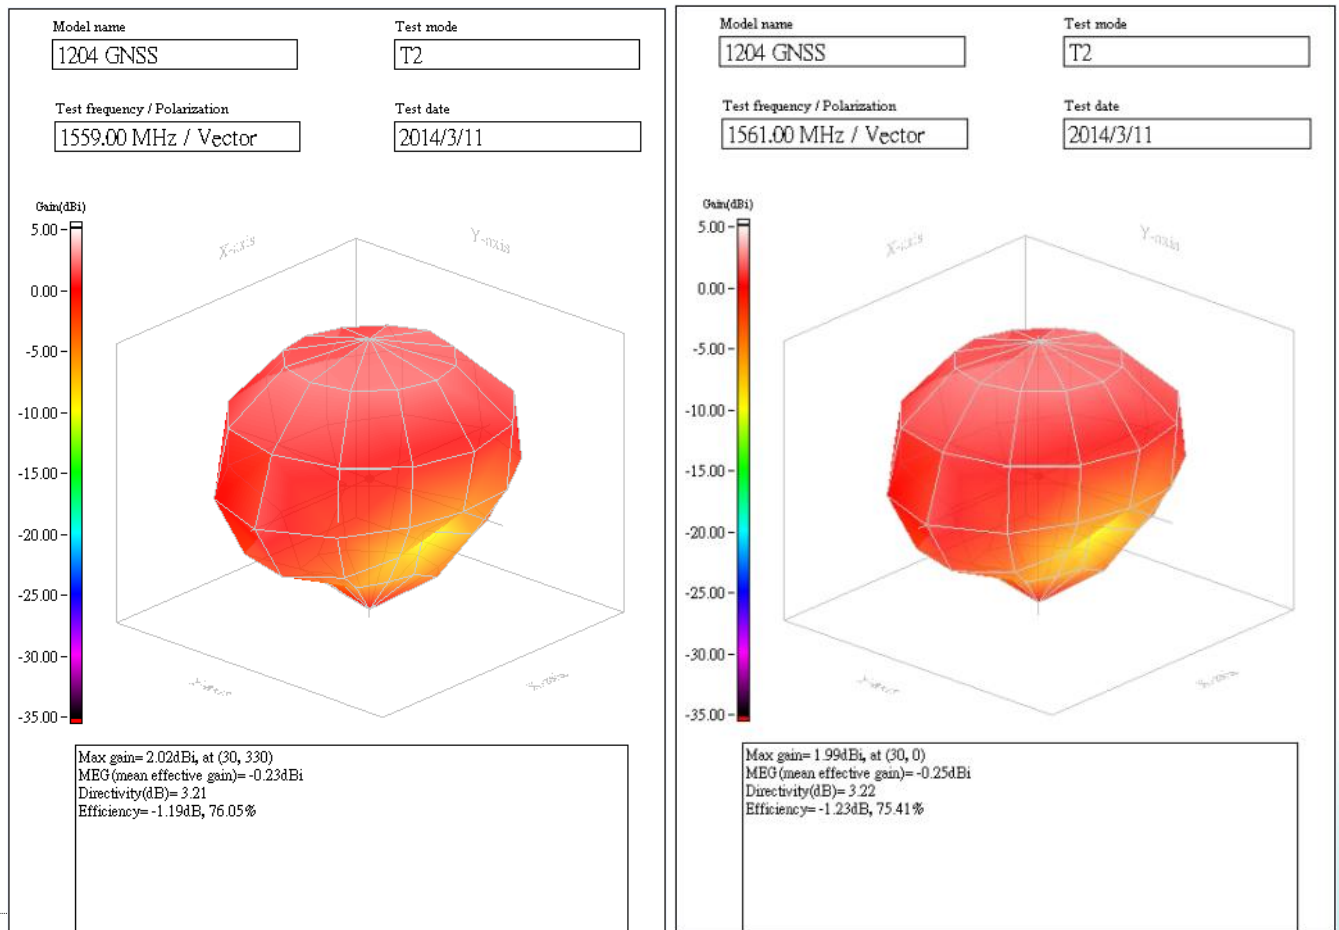 Model name
1204 GNSS
Test mode
T2
Test frequency / Polarization
1559.00 MHz / Vector
Test date
2014/3/11
Gain(dBi)
5.00
0.00
-5.00
-10.00
-15.00
-20.00
-25.00
-30.00
-35.00
X-axis
Y-axis
Max gain= 2.02dBi, at (30, 330)
MEG(mean effective gain)= -0.23dBi
Directivity(dB)= 3.21
Efficiency= -1.19dB, 76.05%
Model name
1204 GNSS
Test mode
T2
Test frequency / Polarization
1561.00 MHz / Vector
Test date
2014/3/11
Gain(dBi)
5.00
0.00
-5.00
-10.00
-15.00
-20.00
-25.00
-30.00
-35.00
X-axis
Y-axis
Max gain= 1.99dBi, at (30, 0)
MEG(mean effective gain)= -0.25dBi
Directivity(dB)= 3.22
Efficiency= -1.23dB, 75.41%